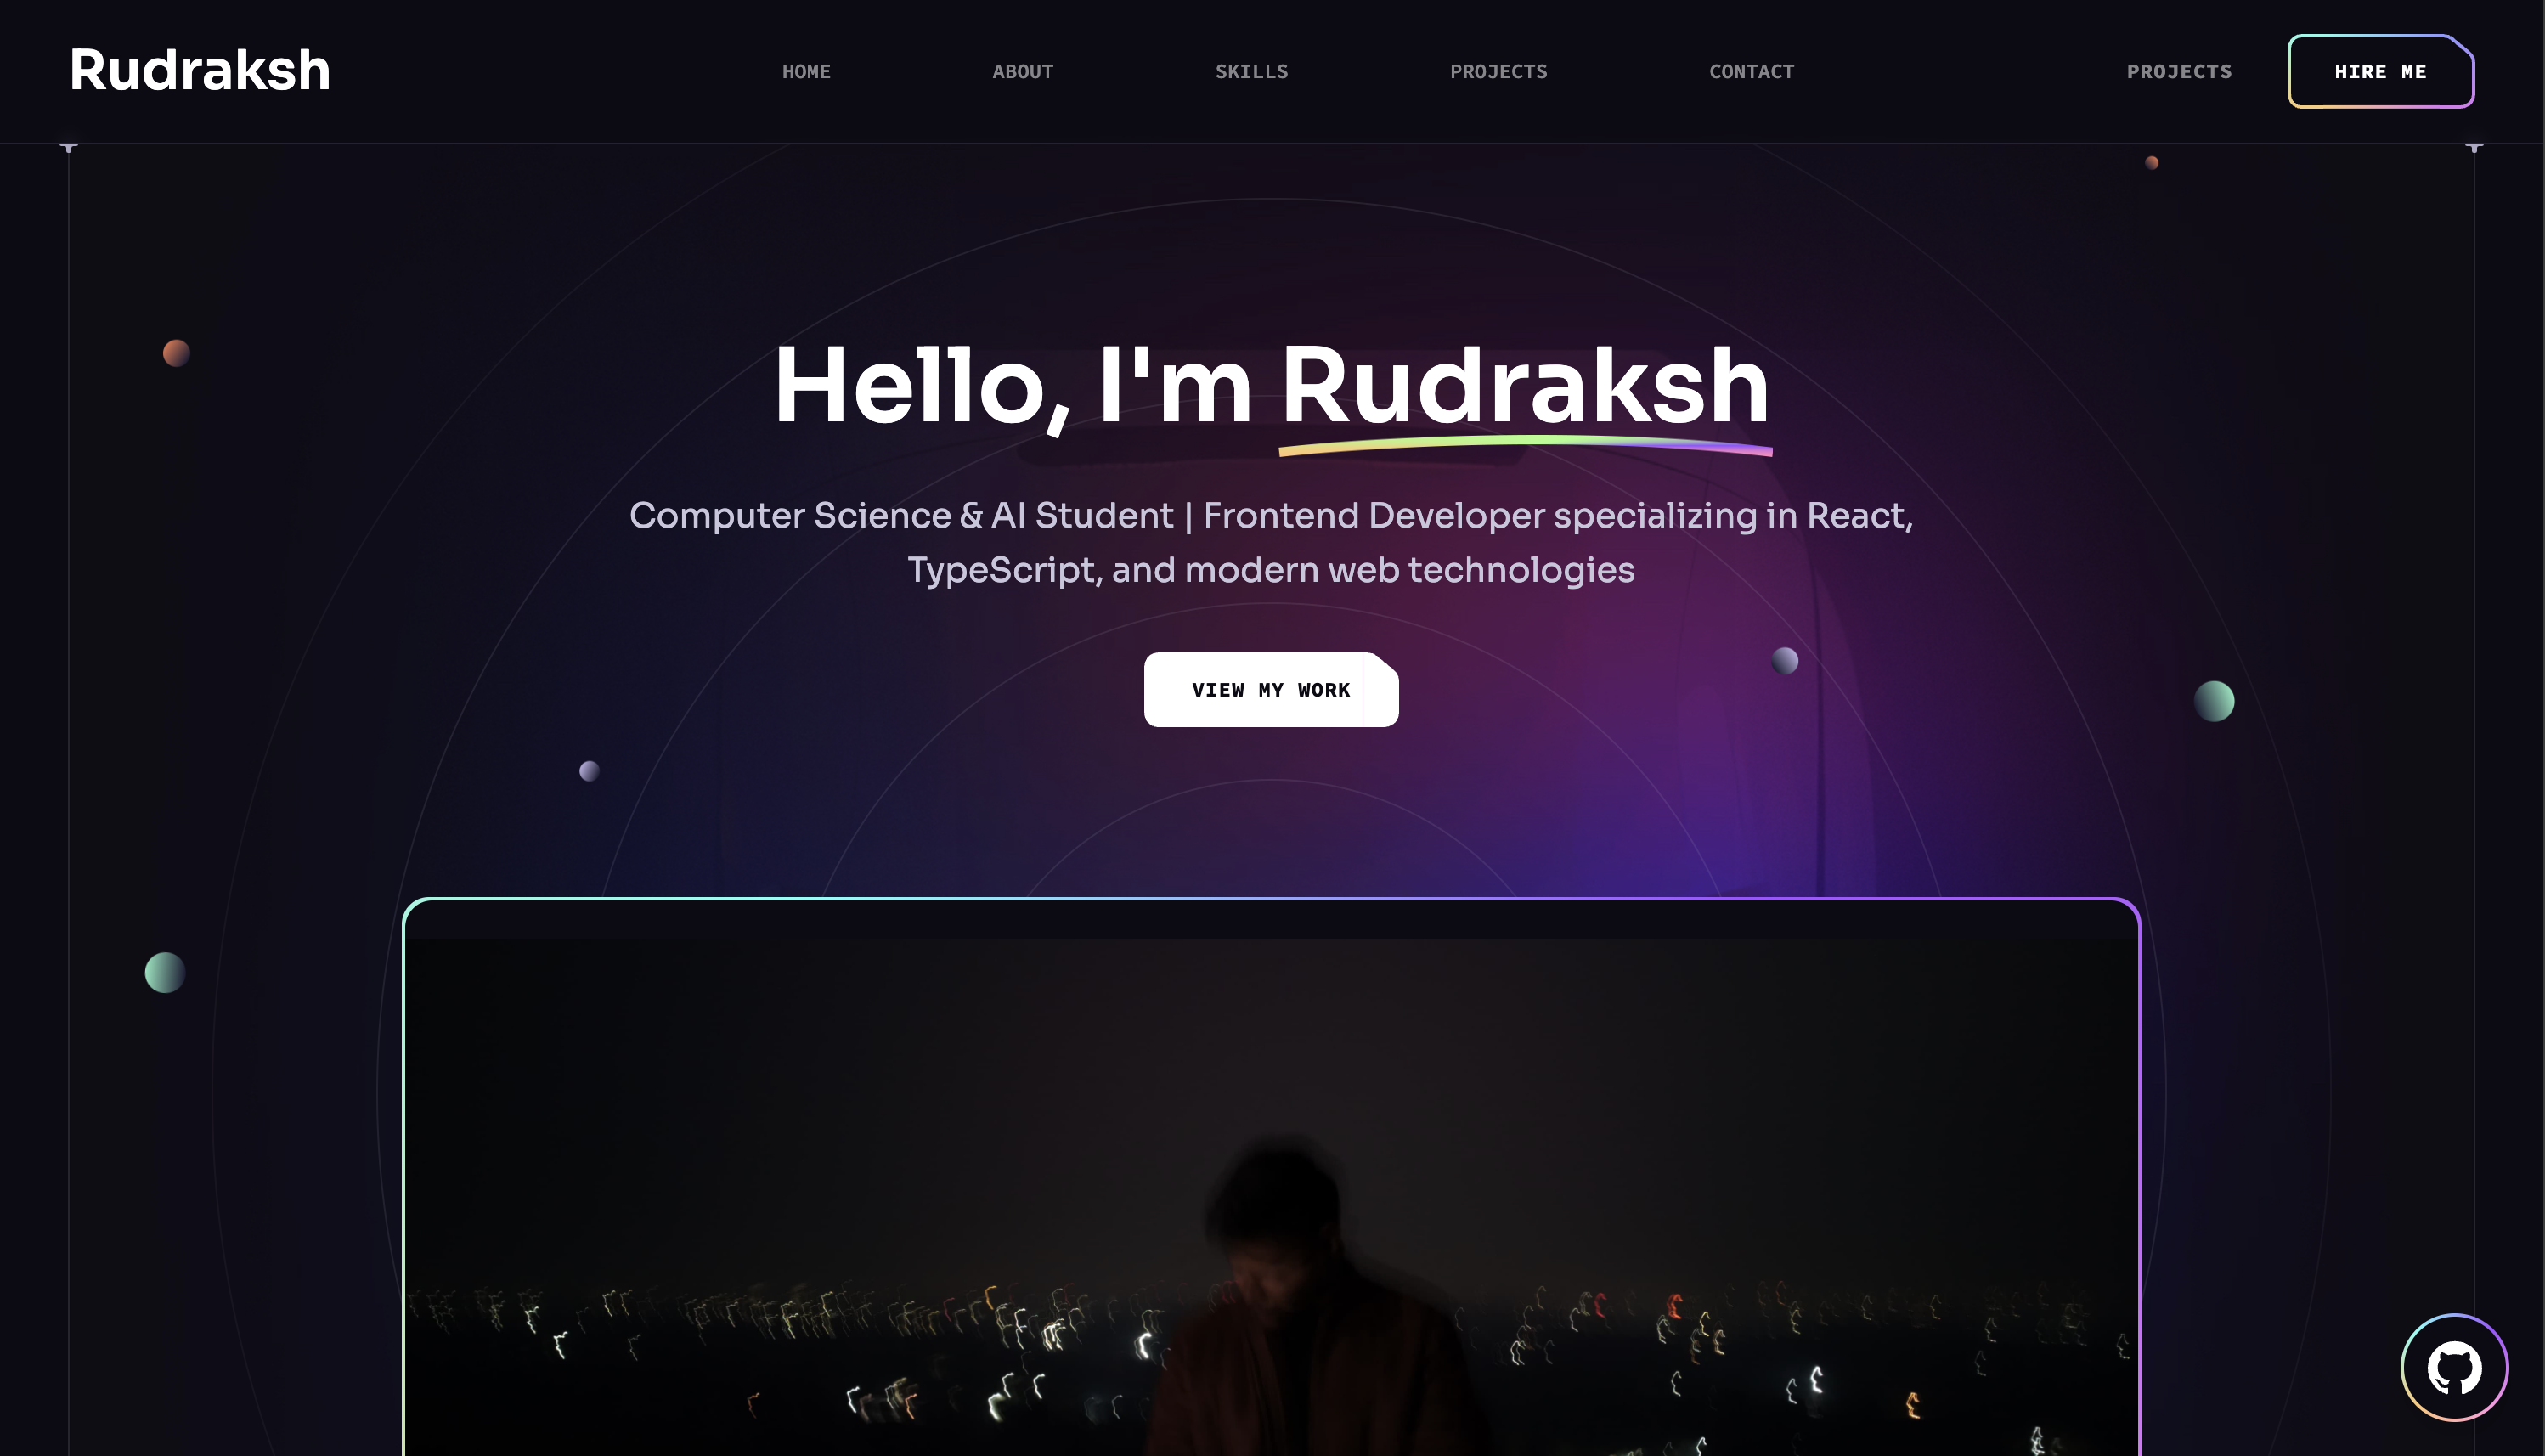 Rudraksh
HOME
ABOUT
SKILLS
PROJECTS
CONTACT
PROJECTS
HIRE ME
Hello, I'm Rudraksh
Computer Science & AI Student | Frontend Developer specializing in React,
TypeScript, and modern web technologies
VIEW MY WORK